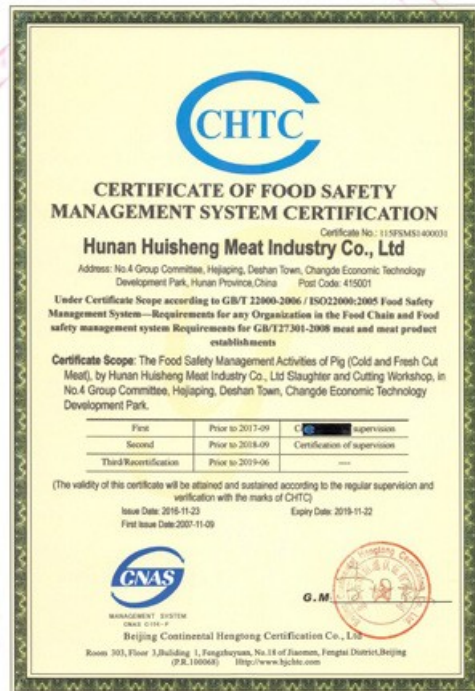 CHTC
CERTIFICATE OF FOOD SAFETY
MANAGEMENT SYSTEM CERTIFICATION
Certificate No.: 115FSMS1400031
Hunan Huisheng Meat Industry Co., Ltd
Address: No.4 Group Committee, Hejiaping, Deshan Town, Changde Economic Technology
Development Park, Hunan Province,China Post Code: 415001
Under Certificate Scope according to GB/T 22000-2006 / ISO22000:2005 Food Safety
Management System—Requirements for any Organization in the Food Chain and Food
safety management system Requirements for GB/T27301-2008 meat and meat product
establishments
Certificate Scope: The Food Safety Management Activities of Pig (Cold and Fresh Cut
Meat), by Hunan Huisheng Meat Industry Co., Ltd Slaughter and Cutting Workshop, in
No.4 Group Committee, Hejiaping, Deshan Town, Changde Economic Technology
Development Park.
First Prior to 2017-09 C supervision
Second Prior to 2018-09 Certification of supervision
Third/Recertification Prior to 2019-06 —
(The validity of this certificate will be attained and sustained according to the regular supervision and
verification with the marks of CHTC)
Issue Date: 2016-11-23 Expiry Date: 2019-11-22
First Issue Date:2007-11-09
CNAS
MANAGEMENT SYSTEM
CNAS C114-F
G.M.
Beijing Continental Hengtong Certification Co., Ltd
Room 303, Floor 3,Building 1, Fengzhuyuan, No.18 of Jiaomen, Fengtai District,Beijing
(P.R.100068) Http://www.bjchtc.com